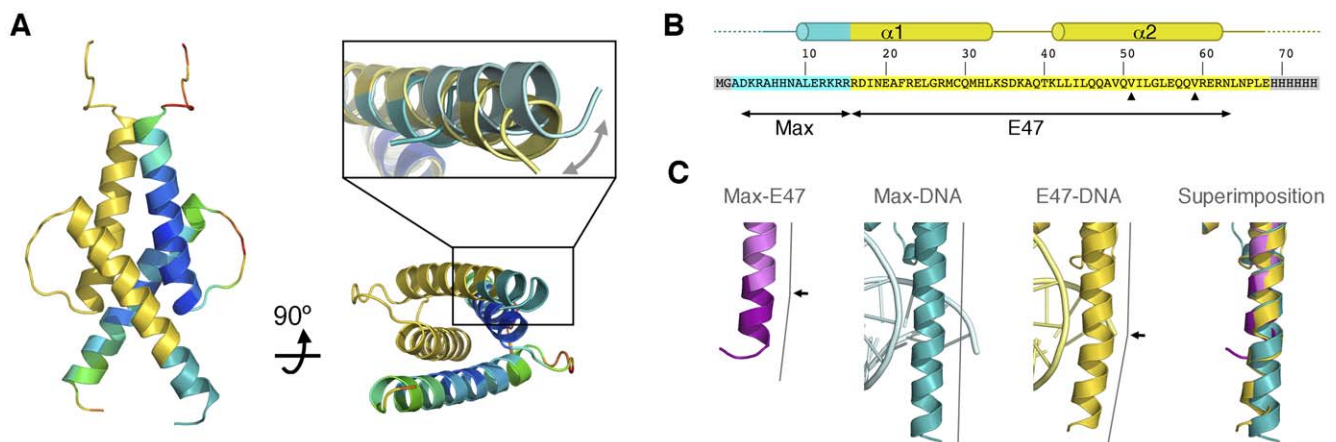 A
90º
B
α1 α2
10 20 30 40 50 60 70
MGADKRAHHNALERKRRRDINEAFRELGRMCQMHLKSDKAQTKLLILQQAVQVILGLEQQVRERNLNPLEHHHHHH
Max E47
C
Max-E47 Max-DNA E47-DNA Superimposition